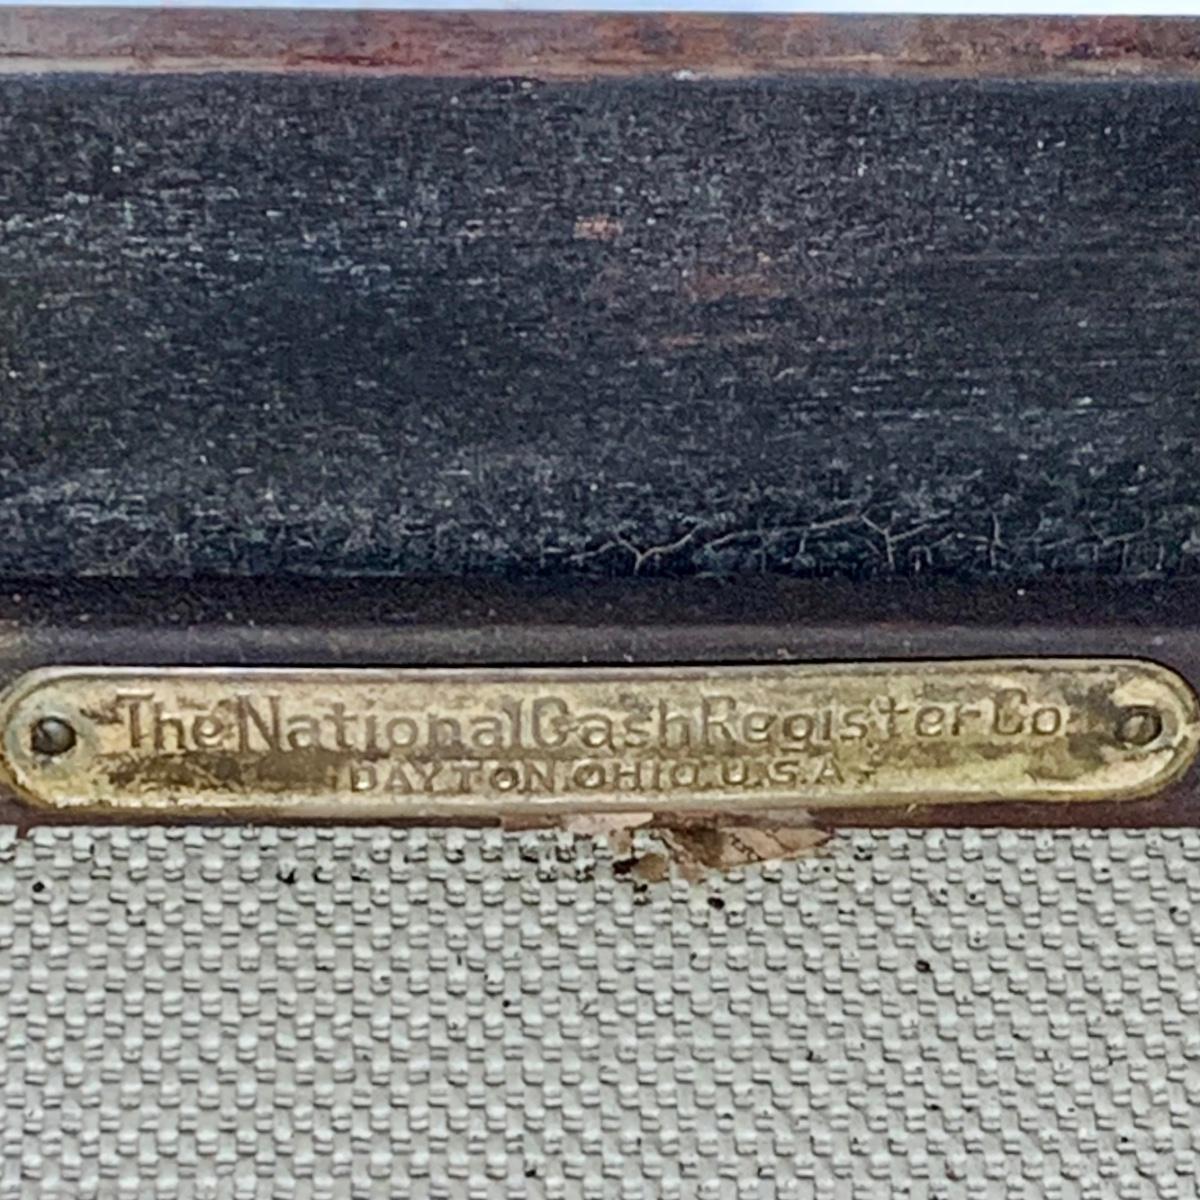 The National Cash Register Co.
DAYTON.OHIO.U.S.A.